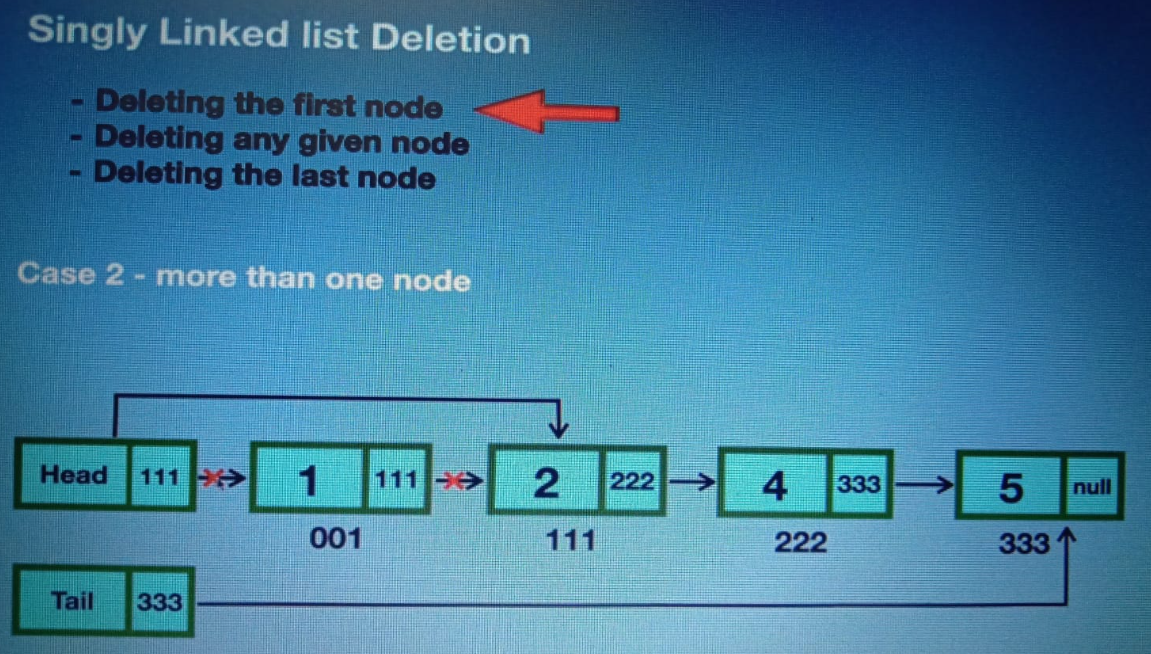 Singly Linked list Deletion
- Deleting the first node
- Deleting any given node
- Deleting the last node
Case 2 - more than one node
Head 111 1 111 2 222 4 333 5 null
001 111 222 333
Tail 333